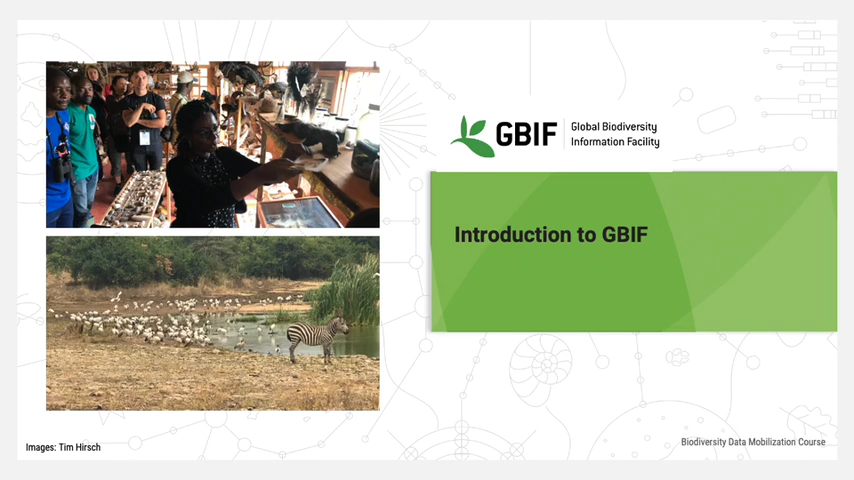 GBIF
Global Biodiversity
Information Facility
Introduction to GBIF
Images: Tim Hirsch
Biodiversity Data Mobilization Course